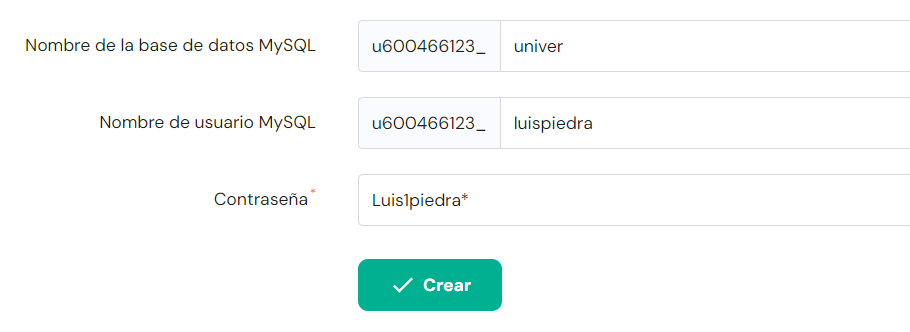 Nombre de la base de datos MySQL u600466123_ univer
Nombre de usuario MySQL u600466123_ luispiedra
Contraseña* Luis1piedra*
Crear